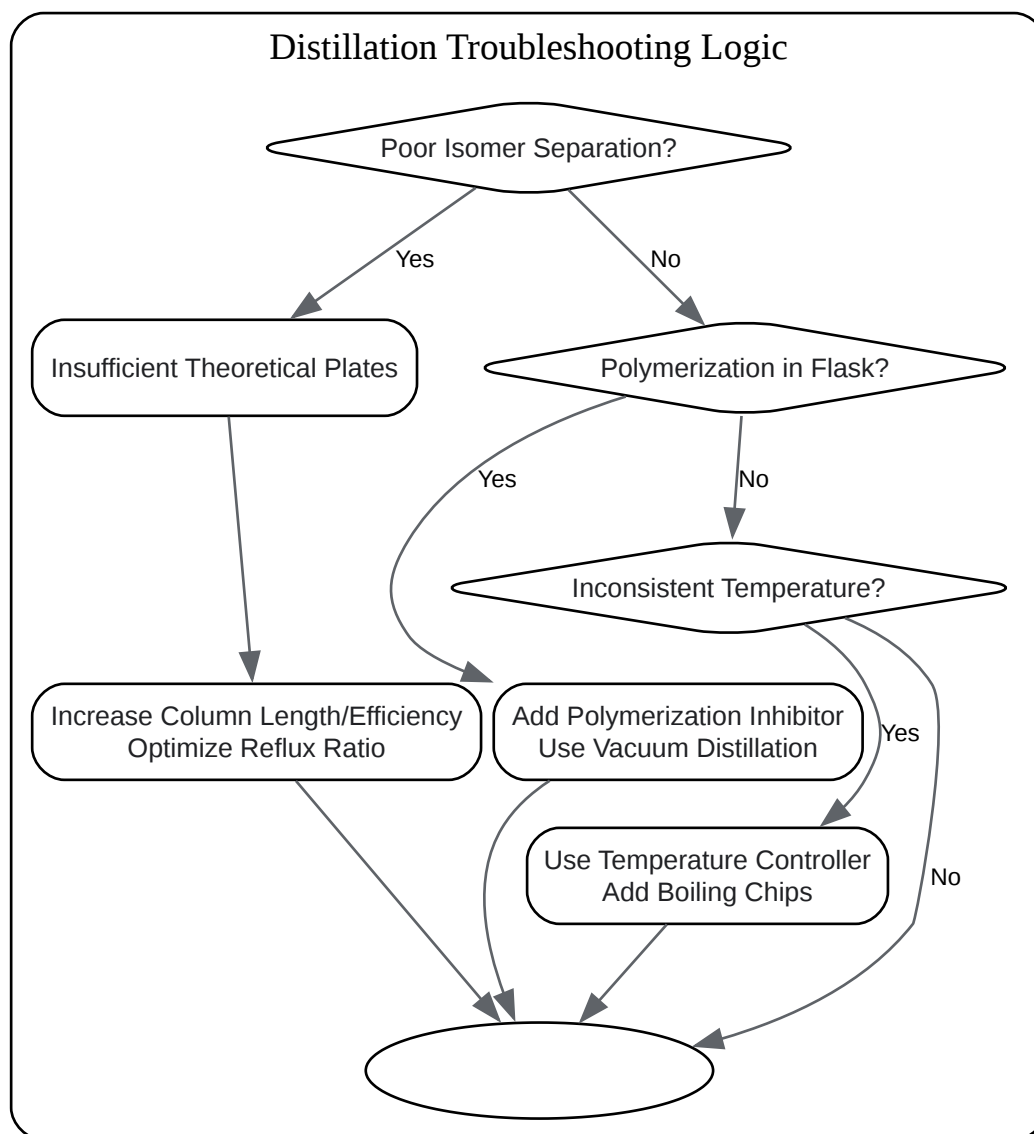 Distillation Troubleshooting Logic
Poor Isomer Separation?
Yes
No
Insufficient Theoretical Plates
Polymerization in Flask?
Yes
No
Inconsistent Temperature?
Increase Column Length/Efficiency
Optimize Reflux Ratio
Add Polymerization Inhibitor
Use Vacuum Distillation
Yes
Use Temperature Controller
Add Boiling Chips
No